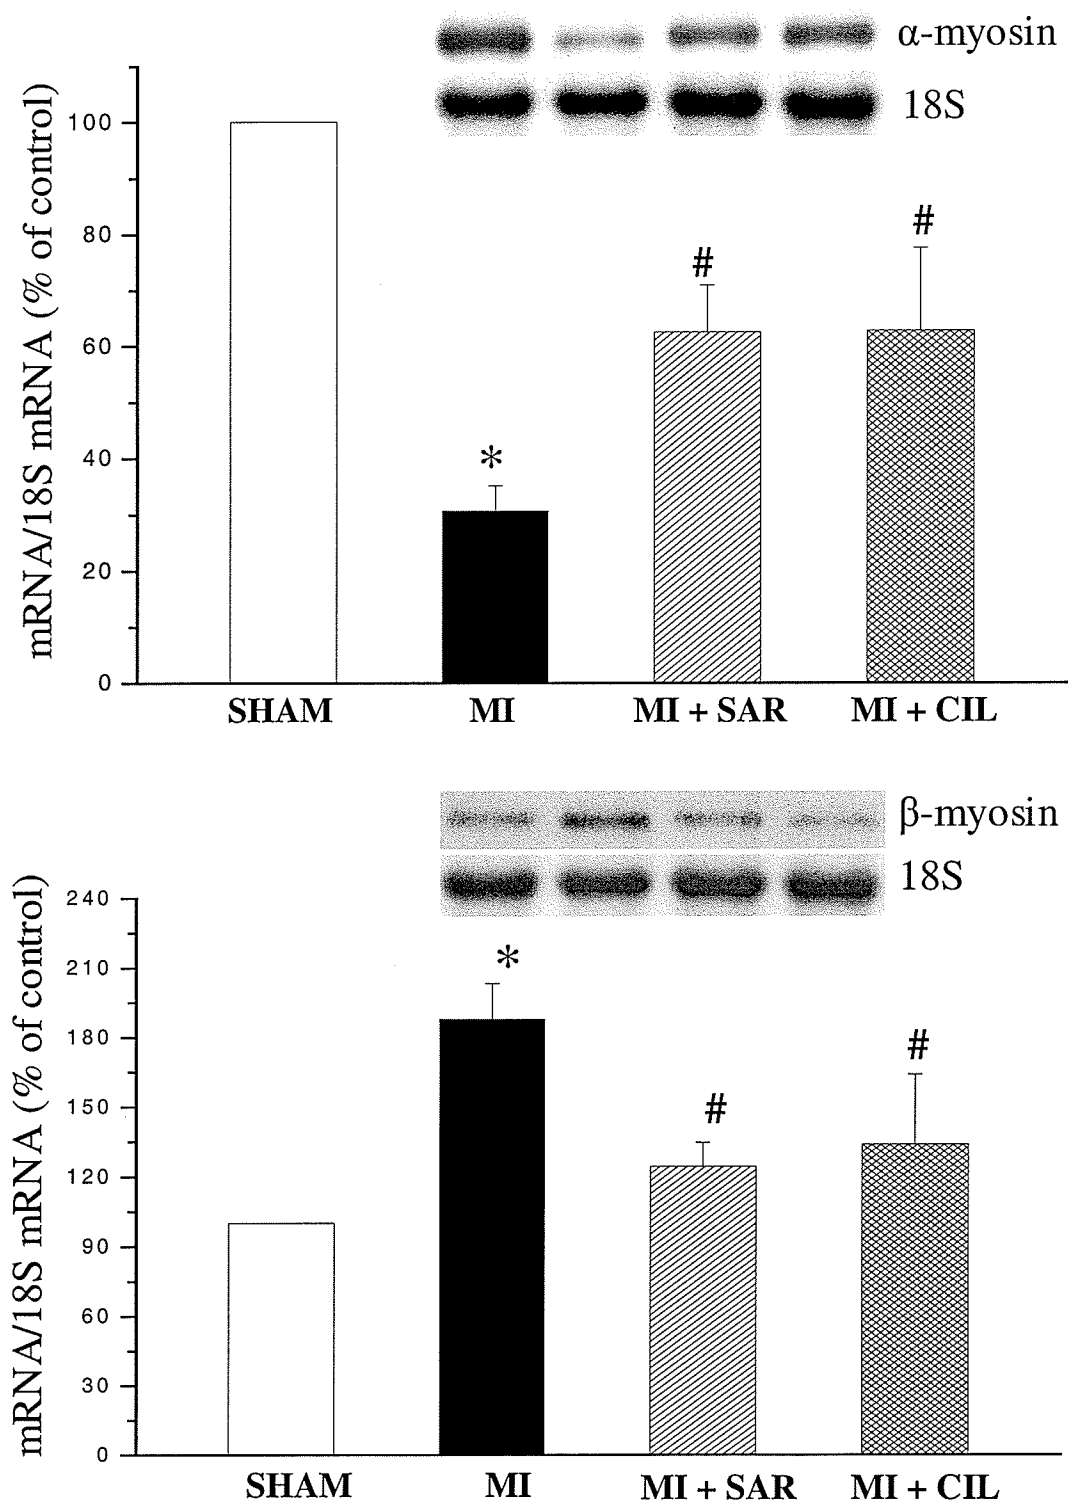 α-myosin
18S
mRNA/18S mRNA (% of control)
100
80
60
40
20
0
*
#
#
SHAM MI MI + SAR MI + CIL
β-myosin
18S
mRNA/18S mRNA (% of control)
240
210
180
150
120
90
60
30
0
*
#
#
SHAM MI MI + SAR MI + CIL